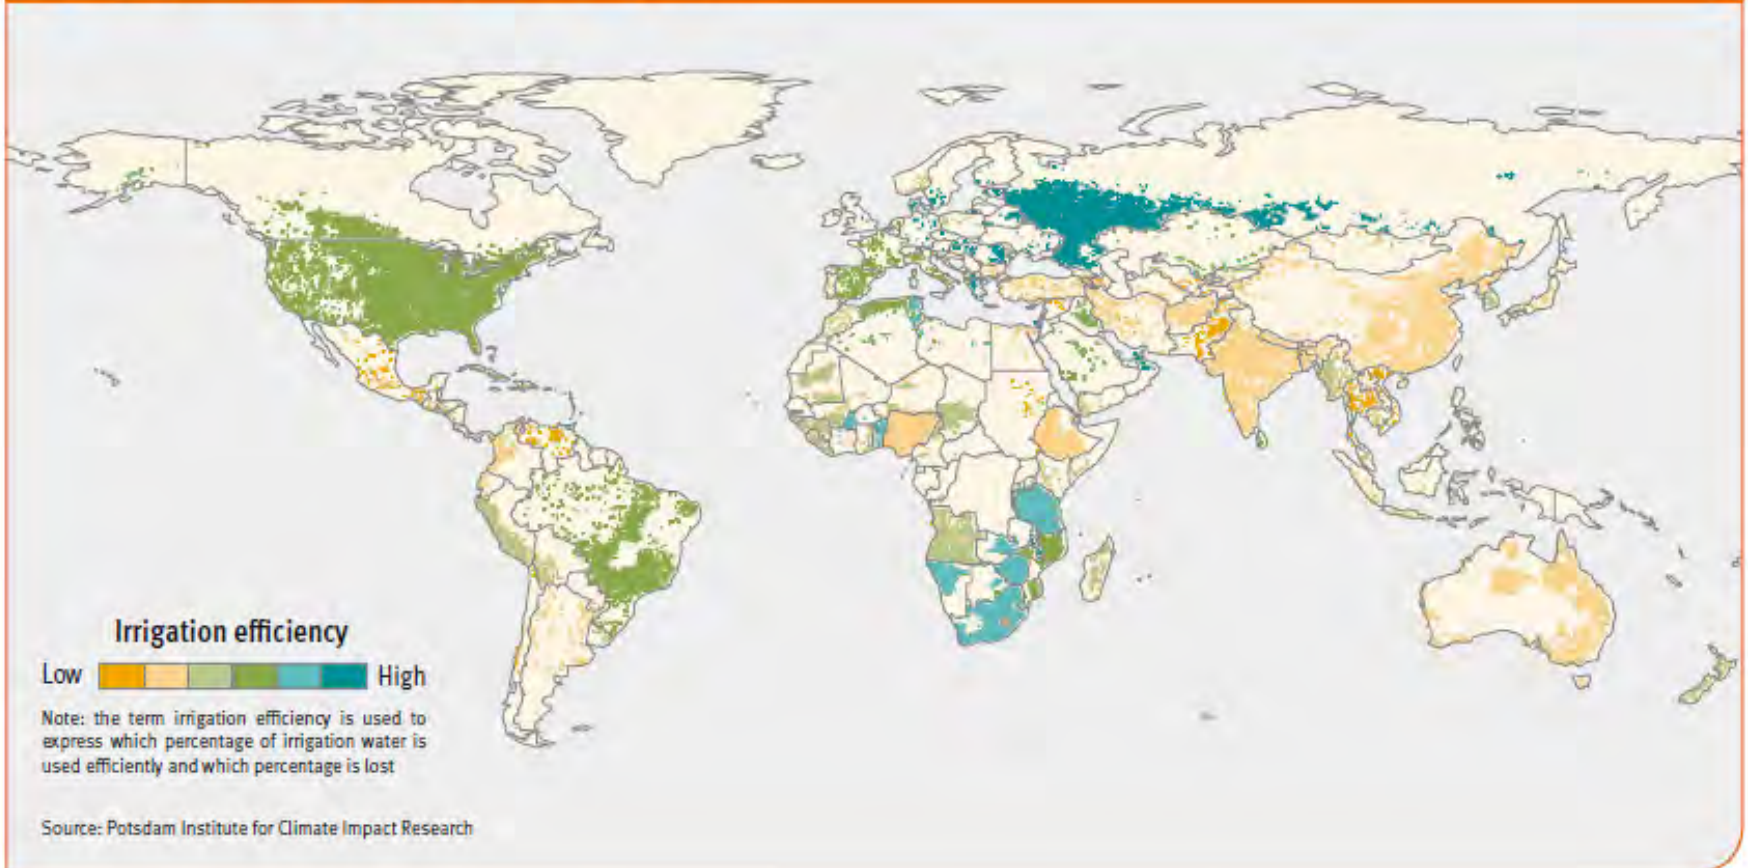 Irrigation efficiency
Low High
Note: the term irrigation efficiency is used to
express which percentage of irrigation water is
used efficiently and which percentage is lost
Source: Potsdam Institute for Climate Impact Research